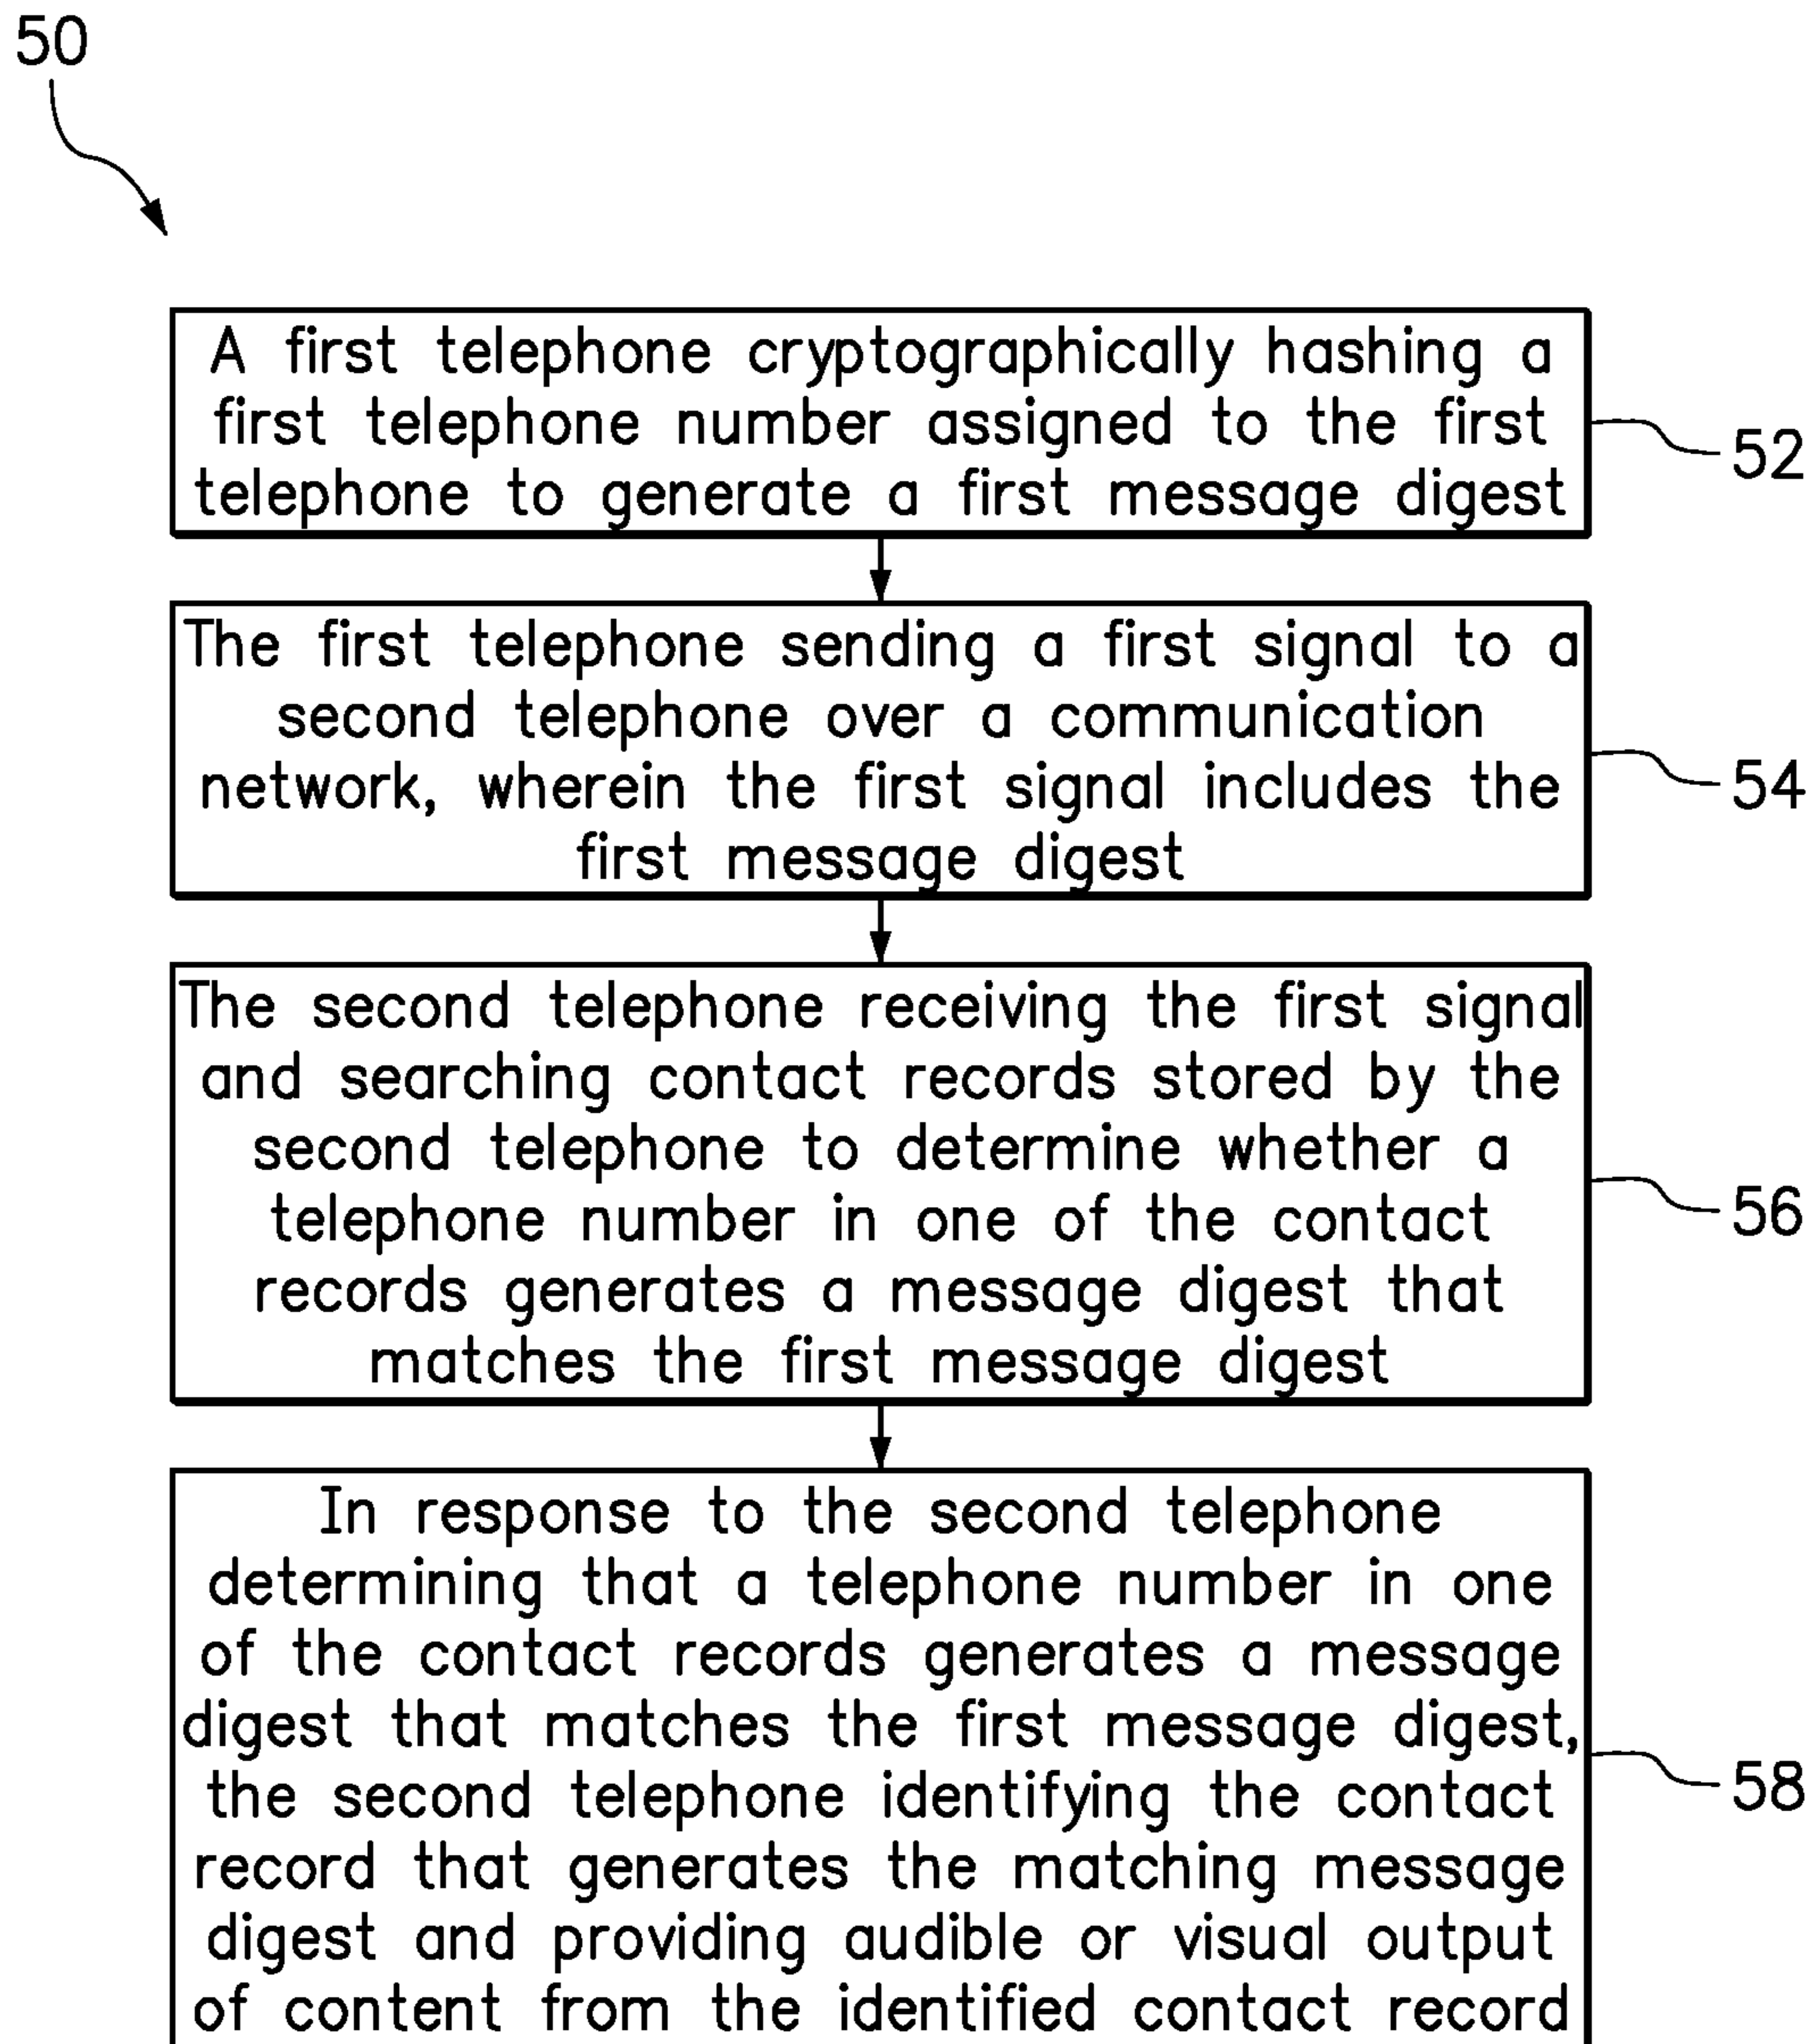 50
A first telephone cryptographically hashing a
first telephone number assigned to the first
telephone to generate a first message digest
52
The first telephone sending a first signal to a
second telephone over a communication
network, wherein the first signal includes the
first message digest
54
The second telephone receiving the first signal
and searching contact records stored by the
second telephone to determine whether a
telephone number in one of the contact
records generates a message digest that
matches the first message digest
56
In response to the second telephone
determining that a telephone number in one
of the contact records generates a message
digest that matches the first message digest,
the second telephone identifying the contact
record that generates the matching message
digest and providing audible or visual output
of content from the identified contact record
58